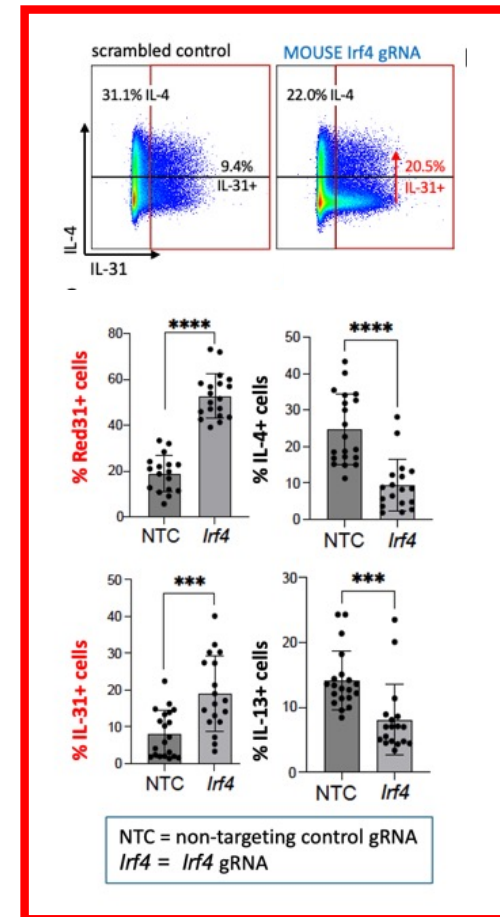 scrambled control
MOUSE Irf4 gRNA
31.1% IL-4
9.4%
IL-31+
22.0% IL-4
20.5%
IL-31+
IL-4
IL-31
% Red31+ cells
80
60
40
20
0
****
NTC
Irf4
% IL-4+ cells
50
40
30
20
10
0
****
NTC
Irf4
% IL-31+ cells
50
40
30
20
10
0
***
NTC
Irf4
% IL-13+ cells
30
20
10
0
***
NTC
Irf4
NTC = non-targeting control gRNA
Irf4 = Irf4 gRNA